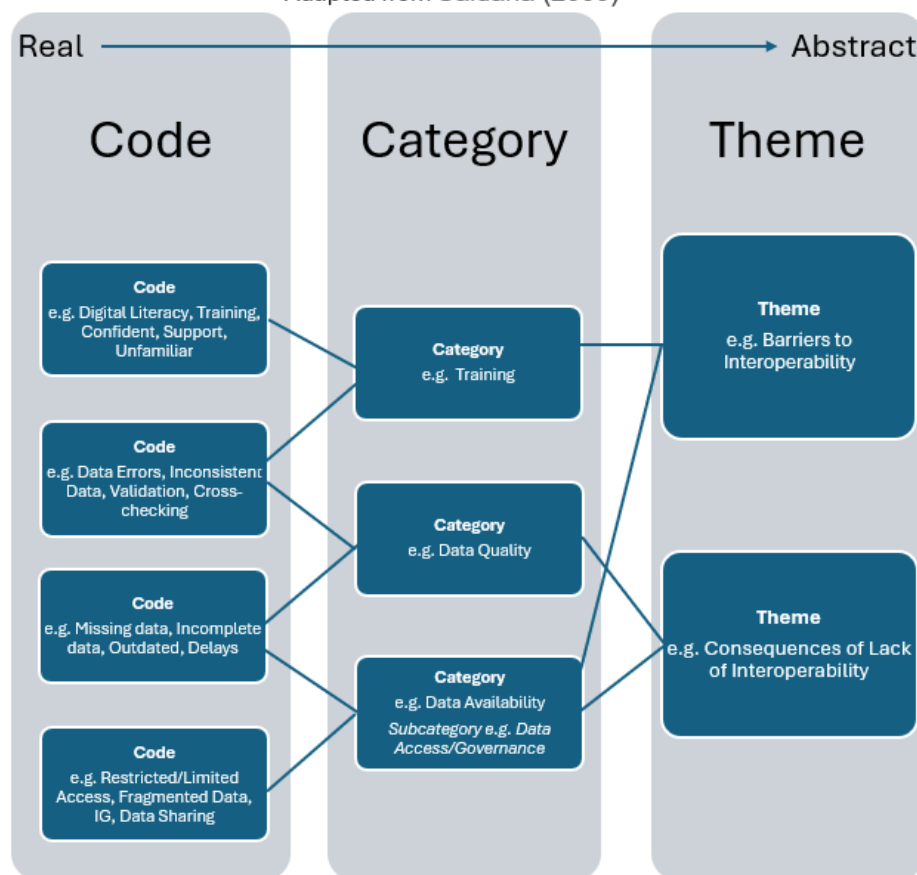 Real
Abstract
Code
Category
Theme
Code
e.g. Digital Literacy, Training,
Confident, Support,
Unfamiliar
Code
e.g. Data Errors, Inconsistent
Data, Validation, Cross-
checking
Code
e.g. Missing data, Incomplete
data, Outdated, Delays
Code
e.g. Restricted/Limited
Access, Fragmented Data,
IG, Data Sharing
Category
e.g. Training
Category
e.g. Data Quality
Category
e.g. Data Availability
Subcategory e.g. Data
Access/Governance
Theme
e.g. Barriers to
Interoperability
Theme
e.g. Consequences of Lack
of Interoperability